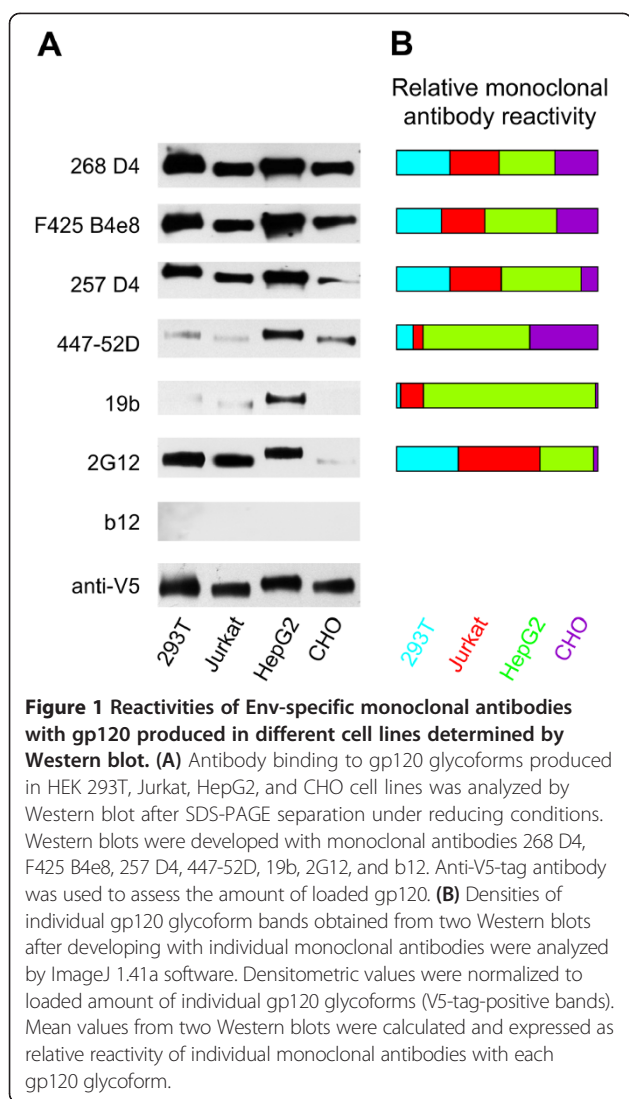 A
B
Relative monoclonal
antibody reactivity
268 D4
F425 B4e8
257 D4
447-52D
19b
2G12
b12
anti-V5
293T
Jurkat
HepG2
CHO
293T
Jurkat
HepG2
CHO
Figure 1 Reactivities of Env-specific monoclonal antibodies
with gp120 produced in different cell lines determined by
Western blot. (A) Antibody binding to gp120 glycoforms produced
in HEK 293T, Jurkat, HepG2, and CHO cell lines was analyzed by
Western blot after SDS-PAGE separation under reducing conditions.
Western blots were developed with monoclonal antibodies 268 D4,
F425 B4e8, 257 D4, 447-52D, 19b, 2G12, and b12. Anti-V5-tag antibody
was used to assess the amount of loaded gp120. (B) Densities of
individual gp120 glycoform bands obtained from two Western blots
after developing with individual monoclonal antibodies were analyzed
by ImageJ 1.41a software. Densitometric values were normalized to
loaded amount of individual gp120 glycoforms (V5-tag-positive bands).
Mean values from two Western blots were calculated and expressed as
relative reactivity of individual monoclonal antibodies with each
gp120 glycoform.